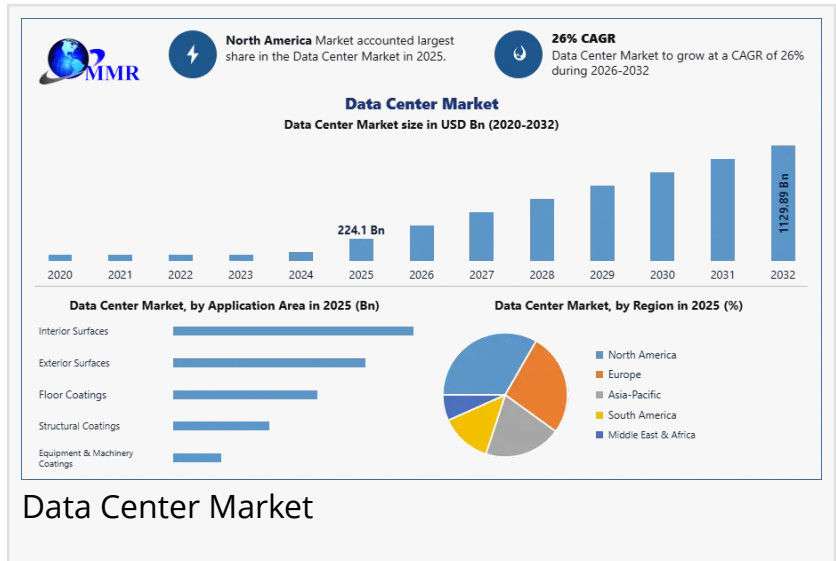 MMR
North America Market accounted largest
share in the Data Center Market in 2025.
26% CAGR
Data Center Market to grow at a CAGR of 26%
during 2026-2032
Data Center Market
Data Center Market size in USD Bn (2020-2032)
224.1 Bn
1129.89 Bn
2020 2021 2022 2023 2024 2025 2026 2027 2028 2029 2030 2031 2032
Data Center Market, by Application Area in 2025 (Bn)
Interior Surfaces
Exterior Surfaces
Floor Coatings
Structural Coatings
Equipment & Machinery
Coatings
Data Center Market, by Region in 2025 (%)
North America
Europe
Asia-Pacific
South America
Middle East & Africa
Data Center Market